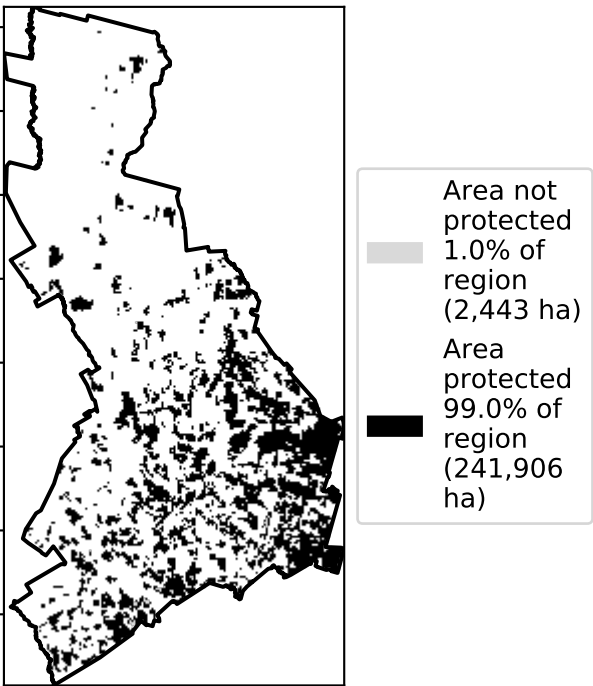 Area not
protected
1.0% of
region
(2,443 ha)
Area
protected
99.0% of
region
(241,906
ha)